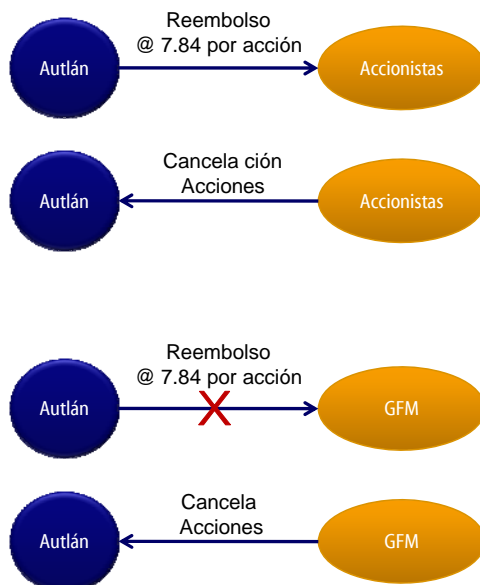 Reembolso
@ 7.84 por acción
Autlán
Accionistas
Cancela ción
Acciones
Autlán
Accionistas
Reembolso
@ 7.84 por acción
Autlán
X
GFM
Cancela
Acciones
Autlán
GFM